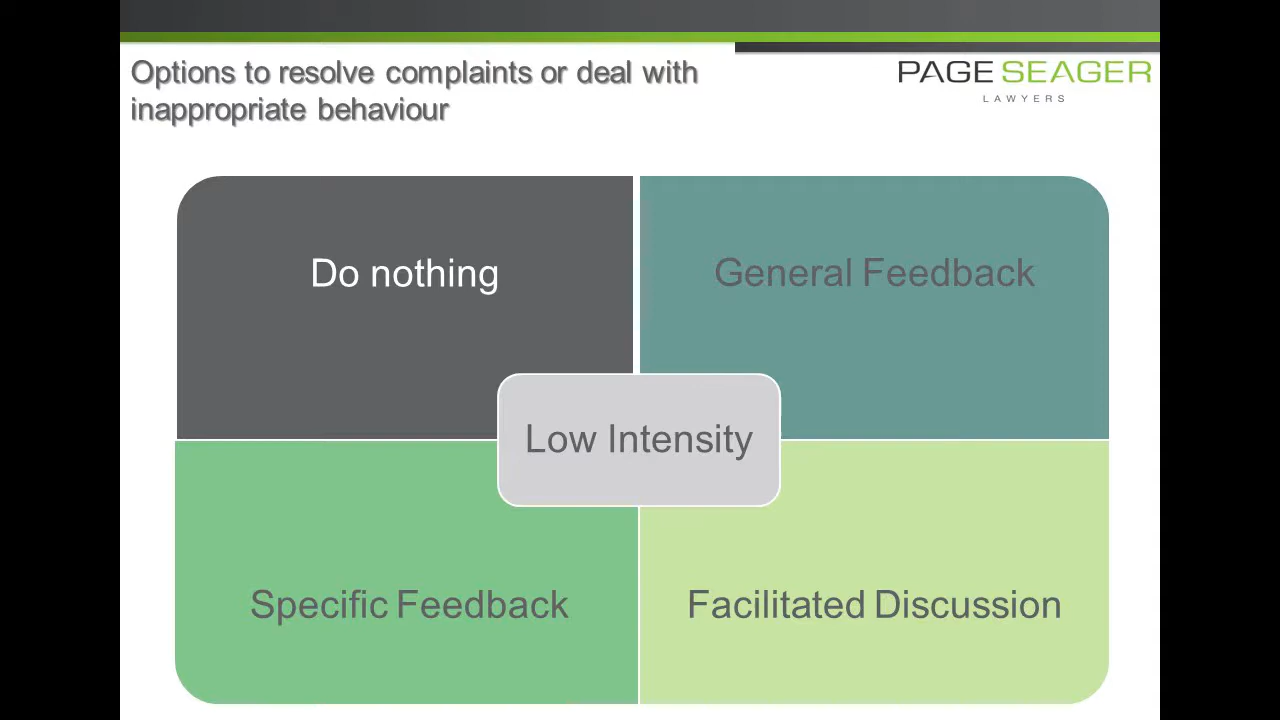 Options to resolve complaints or deal with
inappropriate behaviour
PAGE SEAGER
LAWYERS
Do nothing
General Feedback
Low Intensity
Specific Feedback
Facilitated Discussion